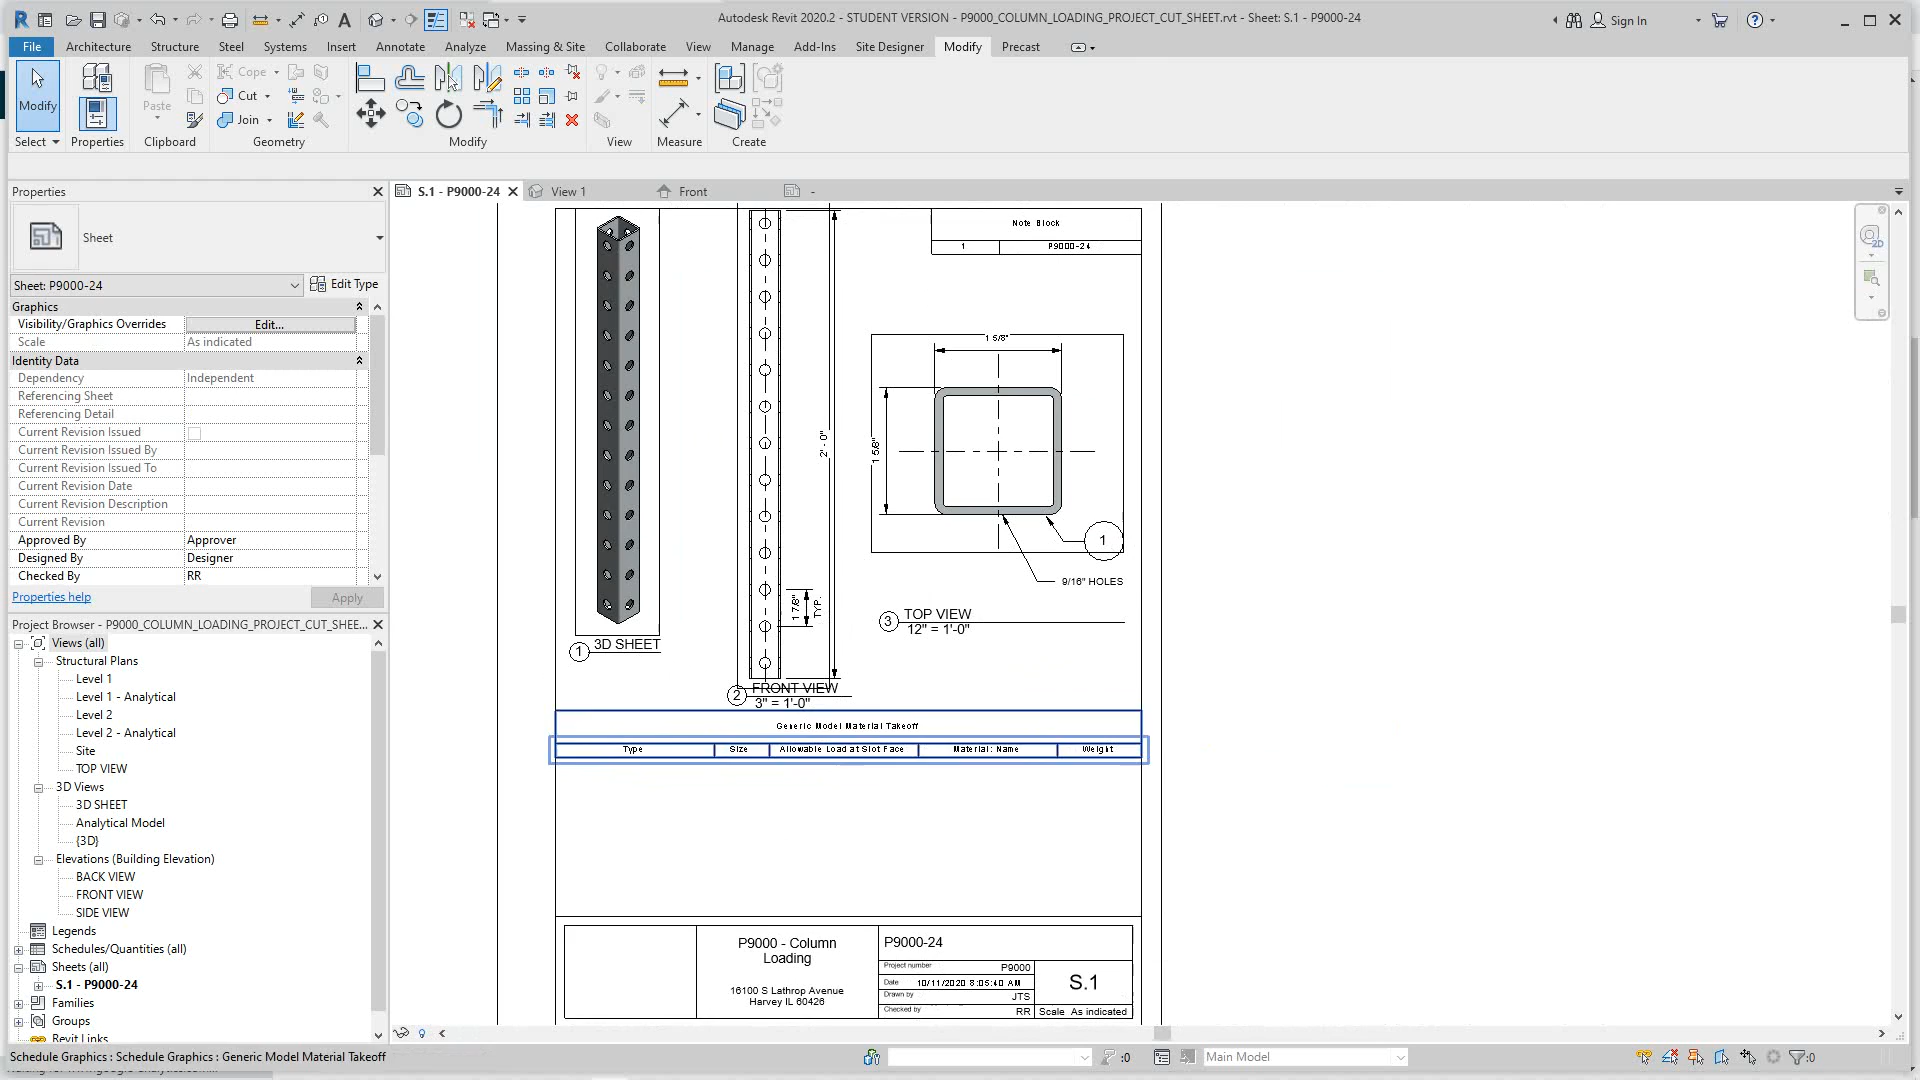 Autodesk Revit 2020.2 - STUDENT VERSION - P9000_COLUMN_LOADING_PROJECT_CUT_SHEET.rvt - Sheet: S.1 - P9000-24
Sign In
File Architecture Structure Steel Systems Insert Annotate Analyze Massing & Site Collaborate View Manage Add-Ins Site Designer Modify Precast
Modify
Paste
Cope
Cut
Join
Select Properties Clipboard Geometry Modify View Measure Create
Properties
S.1 - P9000-24
View 1
Front
-
Sheet
Sheet: P9000-24
Edit Type
Graphics
Visibility/Graphics Overrides Edit...
Scale As indicated
Identity Data
Dependency Independent
Referencing Sheet
Referencing Detail
Current Revision Issued
Current Revision Issued By
Current Revision Issued To
Current Revision Date
Current Revision Description
Current Revision
Approved By Approver
Designed By Designer
Checked By RR
Properties help
Apply
Project Browser - P9000_COLUMN_LOADING_PROJECT_CUT_SHEE...
Views (all)
Structural Plans
Level 1
Level 1 - Analytical
Level 2
Level 2 - Analytical
Site
TOP VIEW
3D Views
3D SHEET
Analytical Model
{3D}
Elevations (Building Elevation)
BACK VIEW
FRONT VIEW
SIDE VIEW
Legends
Schedules/Quantities (all)
Sheets (all)
S.1 - P9000-24
Families
Groups
Revit Links
Note Block
1 P9000-24
2D
1 5/8"
1 5/8"
2' - 0"
1
9/16" HOLES
1 7/8"
TYP.
3 TOP VIEW
12" = 1'-0"
1 3D SHEET
2 FRONT VIEW
3" = 1'-0"
Generic Model Material Takeoff
Type Size Allowable Load at Slot Face Material: Name Weight
P9000 - Column
Loading
16100 S Lathrop Avenue
Harvey IL 60426
P9000-24
Project number P9000
Date 10/11/2020 8:05:40 AM
Drawn by JTS
Checked by RR
S.1
Scale As indicated
Schedule Graphics : Schedule Graphics : Generic Model Material Takeoff
:0
Main Model
:0